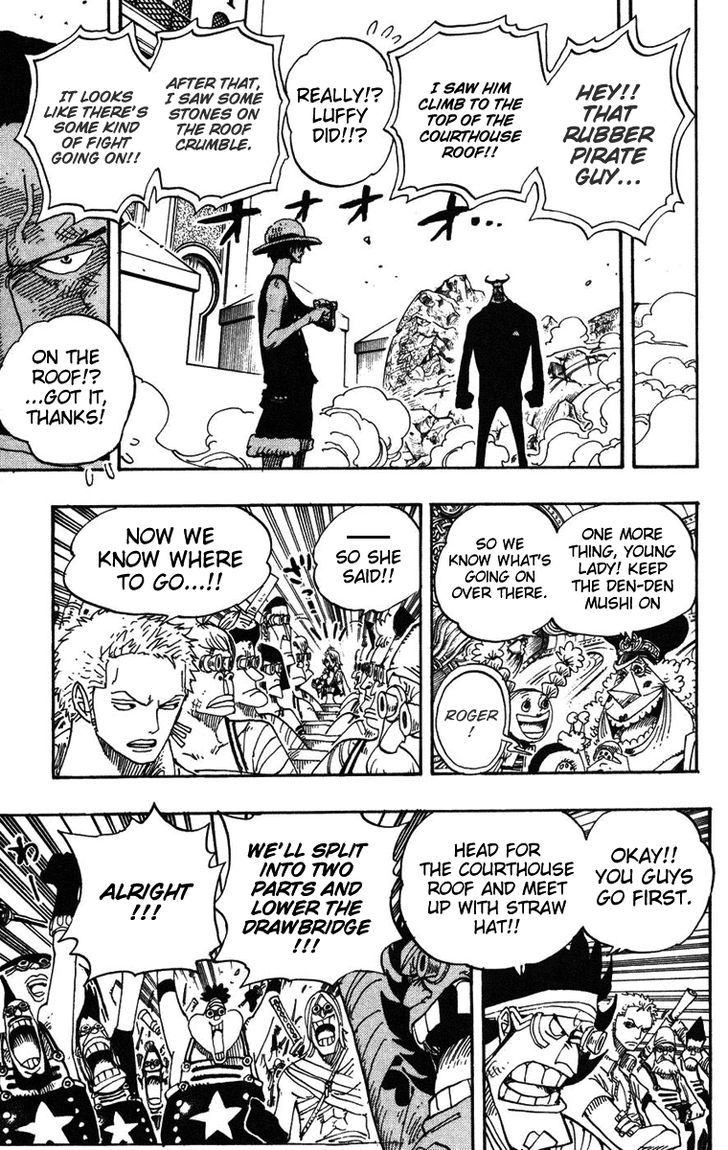 HEY!!
THAT
RUBBER
PIRATE
GUY...
I SAW HIM
CLIMB TO THE
TOP OF THE
COURTHOUSE
ROOF!!
REALLY!?
LUFFY
DID!!?
AFTER THAT,
I SAW SOME
STONES ON
THE ROOF
CRUMBLE.
IT LOOKS
LIKE THERE'S
SOME KIND
OF FIGHT
GOING ON!!
オオオ...
ON THE
ROOF!?
...GOT IT,
THANKS!
ONE MORE
THING, YOUNG
LADY! KEEP
THE DEN-DEN
MUSHI ON
SO WE
KNOW WHAT'S
GOING ON
OVER THERE.
ROGER
!
SO SHE
SAID!!
NOW WE
KNOW WHERE
TO GO...!!
OKAY!!
YOU GUYS
GO FIRST.
HEAD FOR
THE COURTHOUSE
ROOF AND MEET
UP WITH STRAW
HAT!!
WE'LL SPLIT
INTO TWO
PARTS AND
LOWER THE
DRAWBRIDGE
!!!
ALRIGHT
!!!